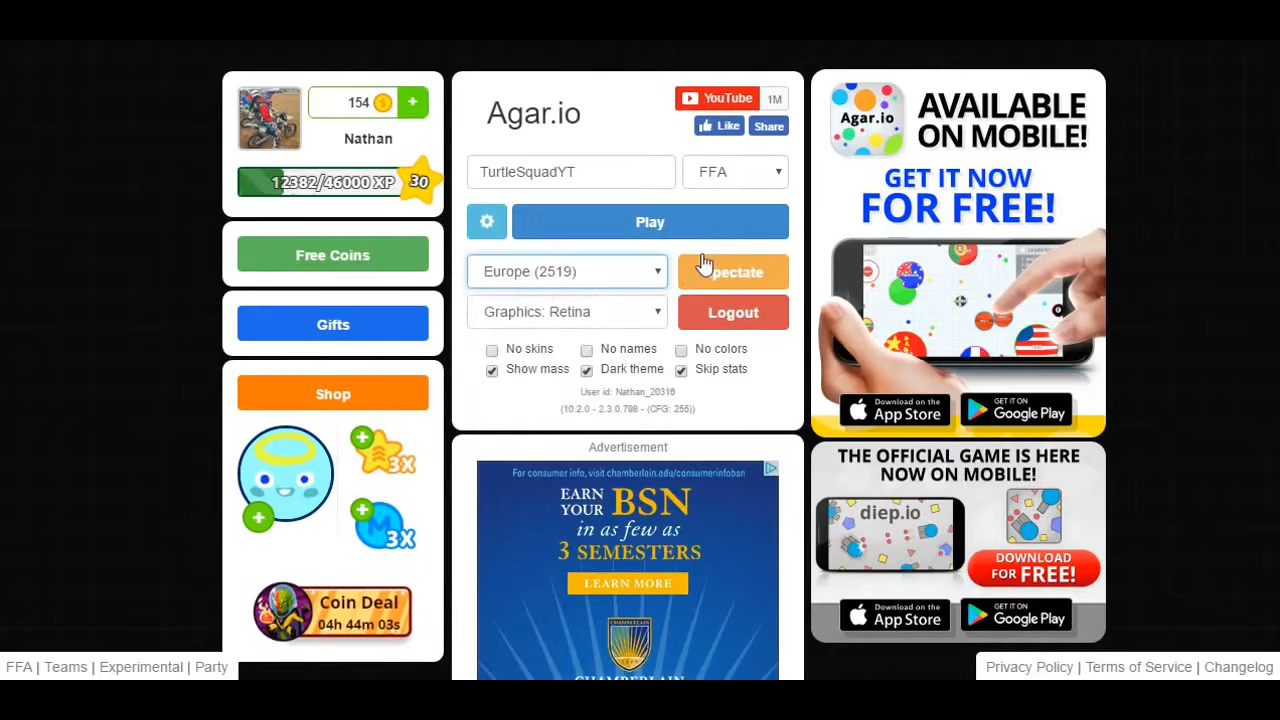 154
Nathan
12382/46000 XP
30
Free Coins
Gifts
Shop
3X
M
3X
Coin Deal
04h 44m 03s
Agar.io
YouTube
1M
Like
Share
TurtleSquadYT
FFA
Play
Europe (2519)
Graphics: Retina
Logout
No skins
No names
No colors
Show mass
Dark theme
Skip stats
User id: Nathan_20316
(10.2.0 - 2.3.0.798 - (CFG: 255))
Advertisement
For consumer info, visit chamberlain.edu/consumerinfoban
EARN
YOUR BSN
in as few as
3 SEMESTERS
LEARN MORE
CHAMBERLAIN
Agar.io
AVAILABLE
ON MOBILE!
GET IT NOW
FOR FREE!
Download on the
App Store
GET IT ON
Google Play
THE OFFICIAL GAME IS HERE
NOW ON MOBILE!
diep.io
DOWNLOAD
FOR FREE!
Download on the
App Store
GET IT ON
Google Play
FFA | Teams | Experimental | Party
Privacy Policy | Terms of Service | Changelog